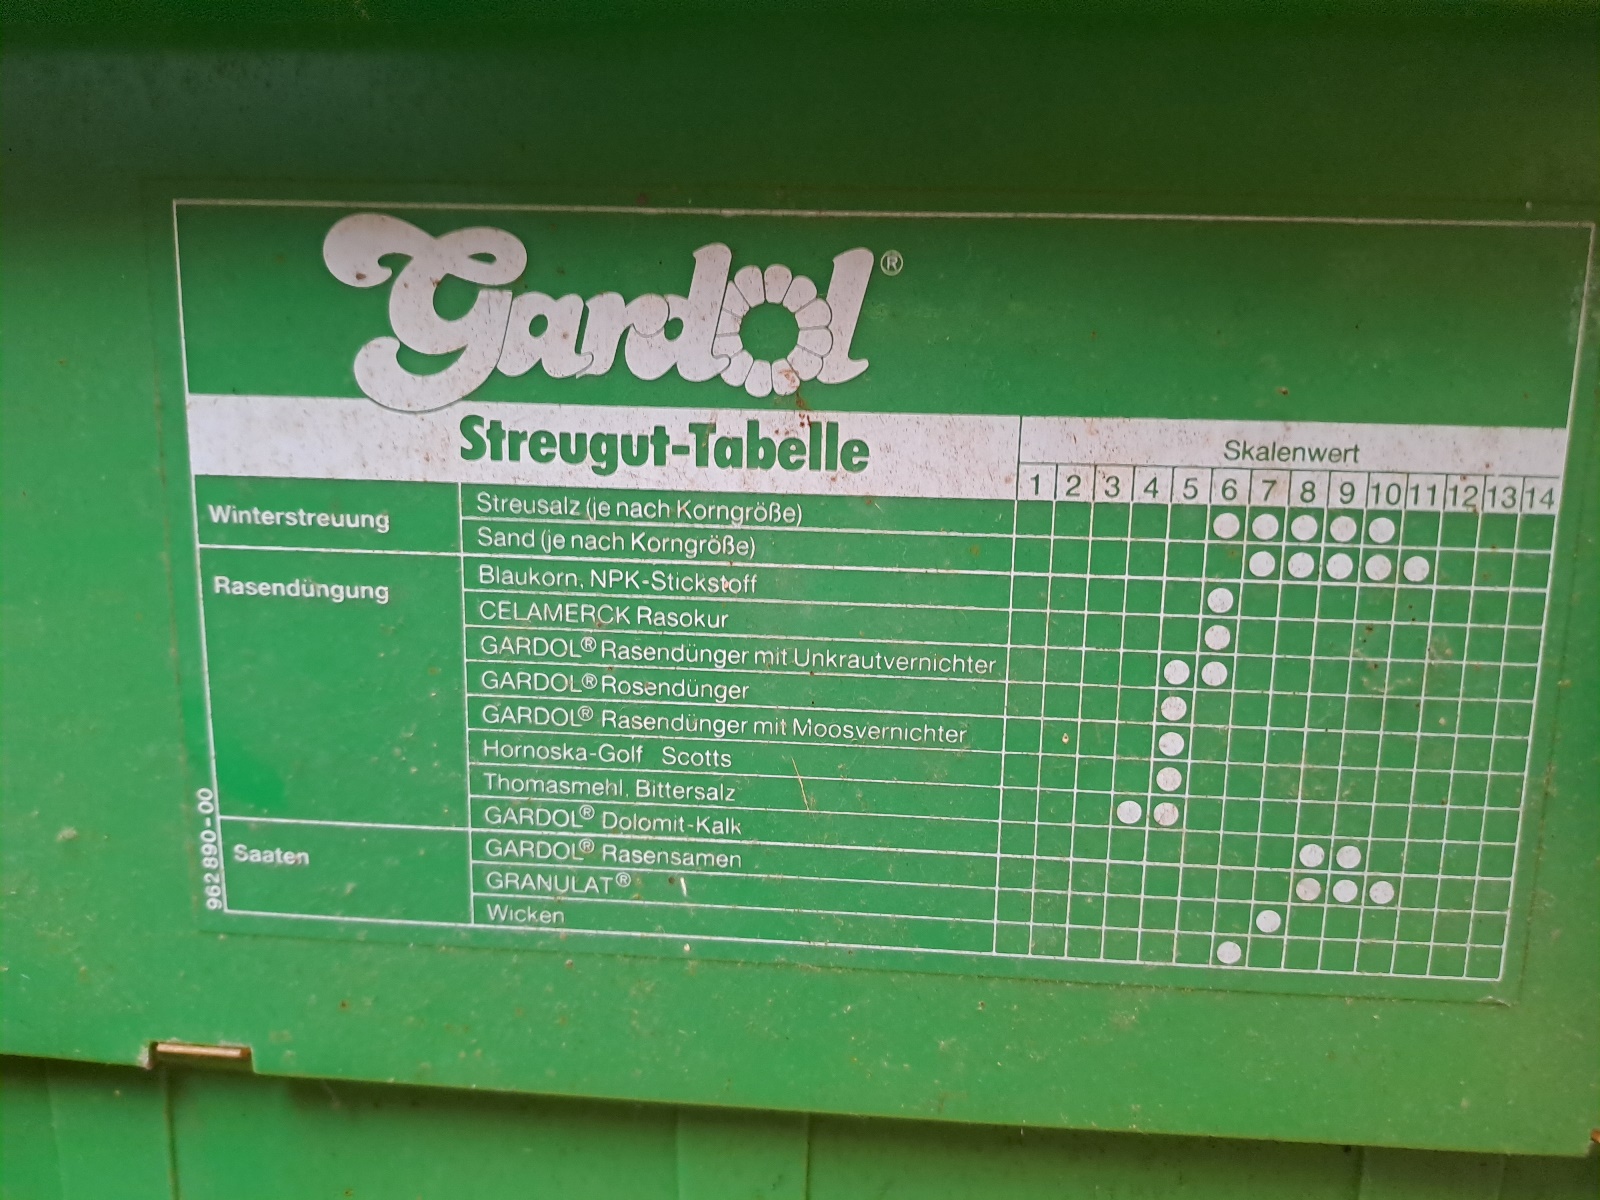 Gardol®
Streugut-Tabelle
Skalenwert
1 2 3 4 5 6 7 8 9 10 11 12 13 14
Winterstreuung
Streusalz (je nach Korngröße)
Sand (je nach Korngröße)
Rasendüngung
Blaukorn, NPK-Stickstoff
CELAMERCK Rasokur
GARDOL® Rasendünger mit Unkrautvernichter
GARDOL® Rosendünger
GARDOL® Rasendünger mit Moosvernichter
Hornoska-Golf Scotts
Thomasmehl, Bittersalz
GARDOL® Dolomit-Kalk
Saaten
GARDOL® Rasensamen
GRANULAT®
Wicken
962 890-00